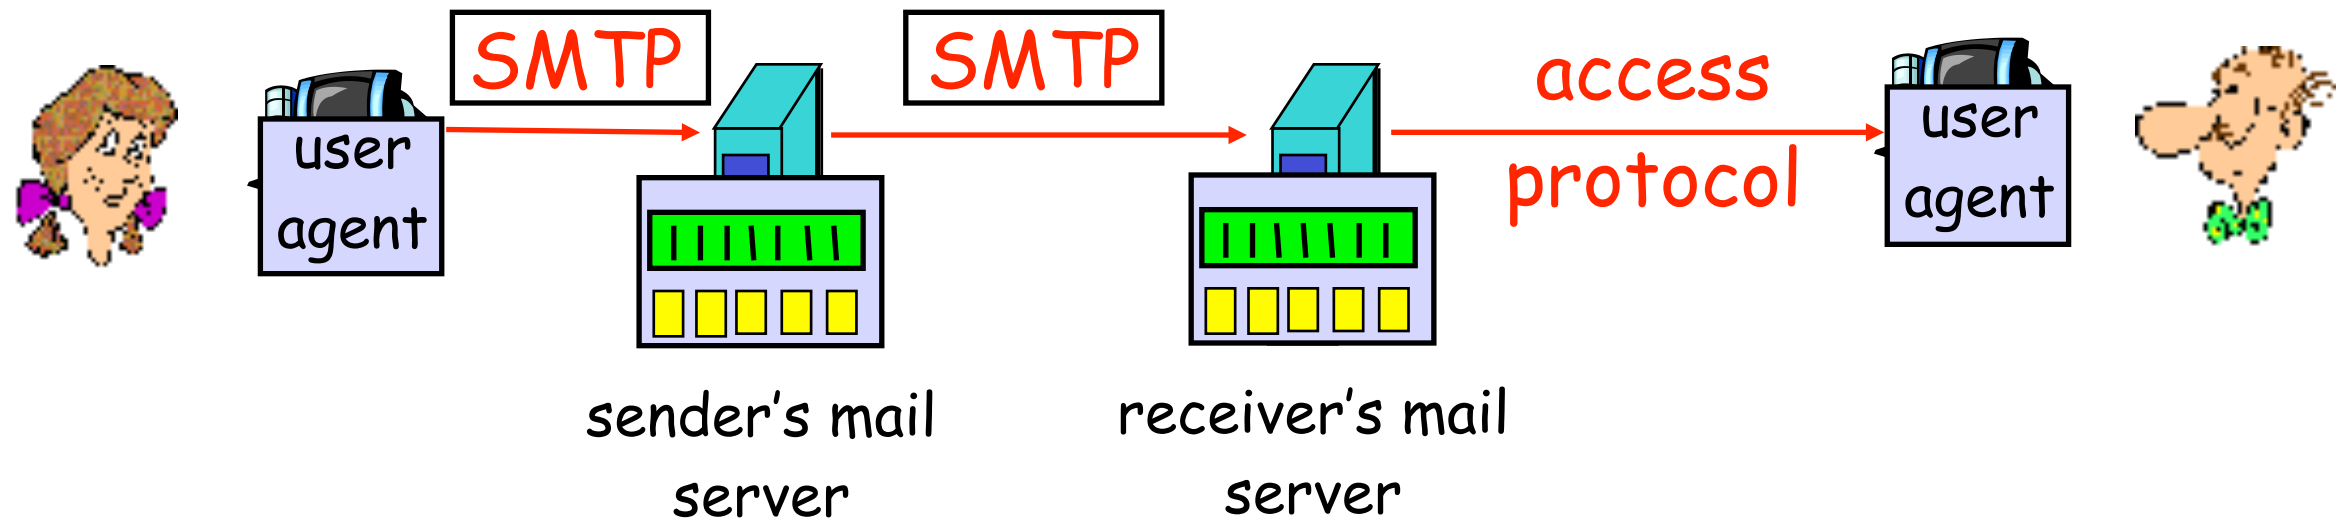 SMTP
SMTP
access
protocol
user
agent
user
agent
sender’s mail
server
receiver’s mail
server